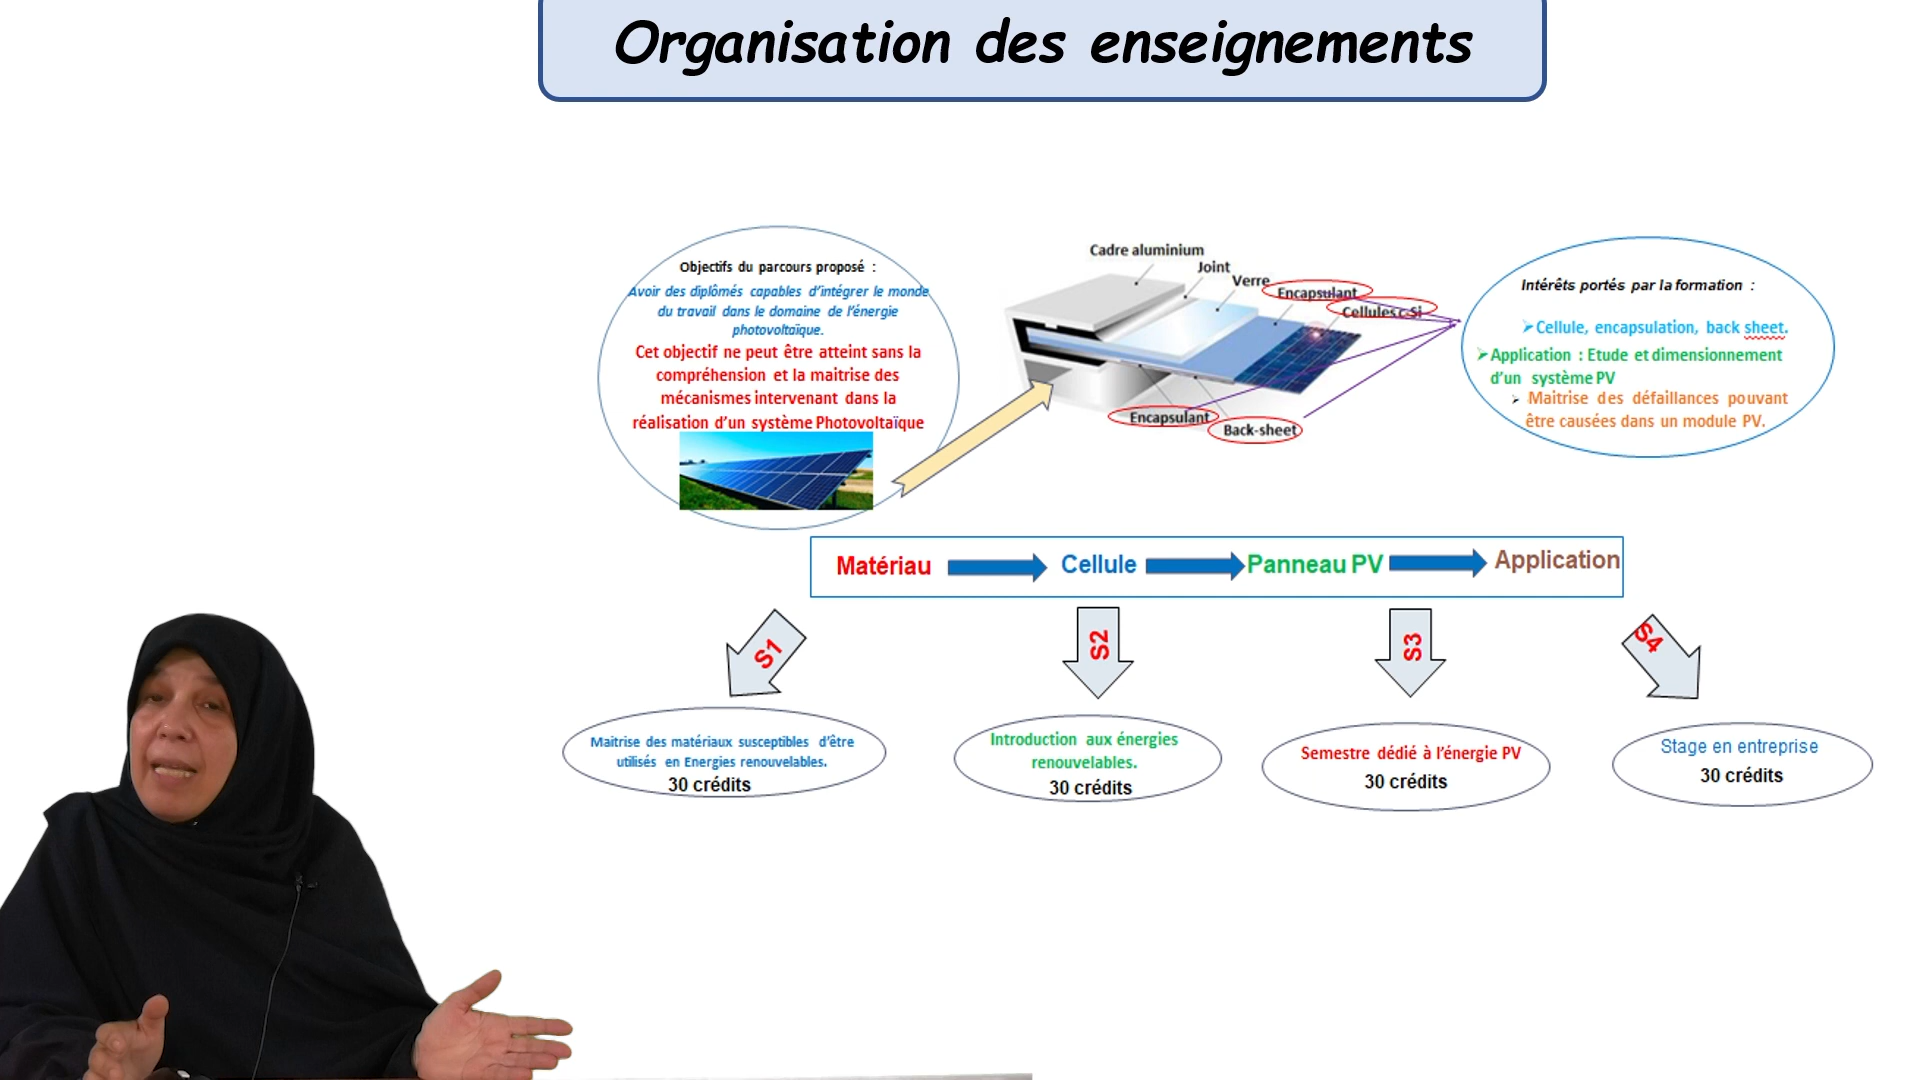 Organisation des enseignements
Objectifs du parcours proposé :
Avoir des diplômés capables d'intégrer le monde
du travail dans le domaine de l'énergie
photovoltaïque.
Cet objectif ne peut être atteint sans la
compréhension et la maitrise des
mécanismes intervenant dans la
réalisation d'un système Photovoltaïque
Cadre aluminium
Joint
Verre
Encapsulant
Cellules c-Si
Encapsulant
Back-sheet
Intérêts portés par la formation :
Cellule, encapsulation, back sheet.
Application : Etude et dimensionnement
d'un système PV
Maitrise des défaillances pouvant
être causées dans un module PV.
Matériau
Cellule
Panneau PV
Application
S1
S2
S3
S4
Maitrise des matériaux susceptibles d'être
utilisés en Energies renouvelables.
30 crédits
Introduction aux énergies
renouvelables.
30 crédits
Semestre dédié à l'énergie PV
30 crédits
Stage en entreprise
30 crédits